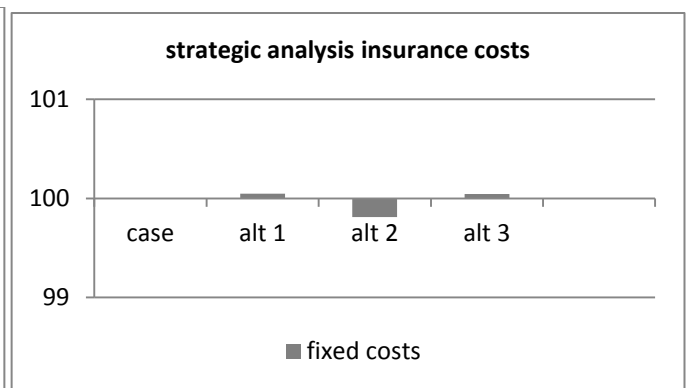 strategic analysis insurance costs
101
100
case alt 1 alt 2 alt 3
99
fixed costs